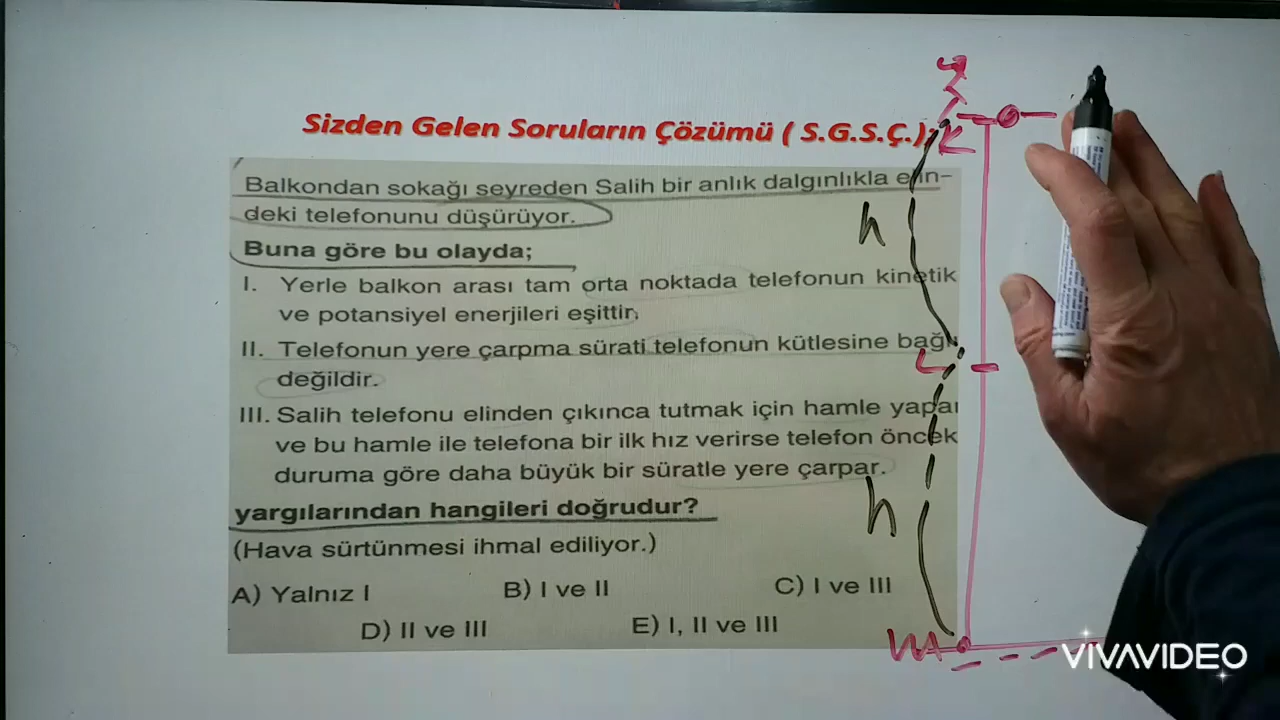 Sizden Gelen Soruların Çözümü ( S.G.S.Ç.);
Balkondan sokağı seyreden Salih bir anlık dalgınlıkla elin-
deki telefonunu düşürüyor.
Buna göre bu olayda;
I. Yerle balkon arası tam orta noktada telefonun kinetik
ve potansiyel enerjileri eşittir.
II. Telefonun yere çarpma sürati telefonun kütlesine bağlı
değildir.
III. Salih telefonu elinden çıkınca tutmak için hamle yapar
ve bu hamle ile telefona bir ilk hız verirse telefon öncek
duruma göre daha büyük bir süratle yere çarpar.
yargılarından hangileri doğrudur?
(Hava sürtünmesi ihmal ediliyor.)
A) Yalnız I B) I ve II C) I ve III
D) II ve III E) I, II ve III
K
h
L
h
M
VIVAVIDEO